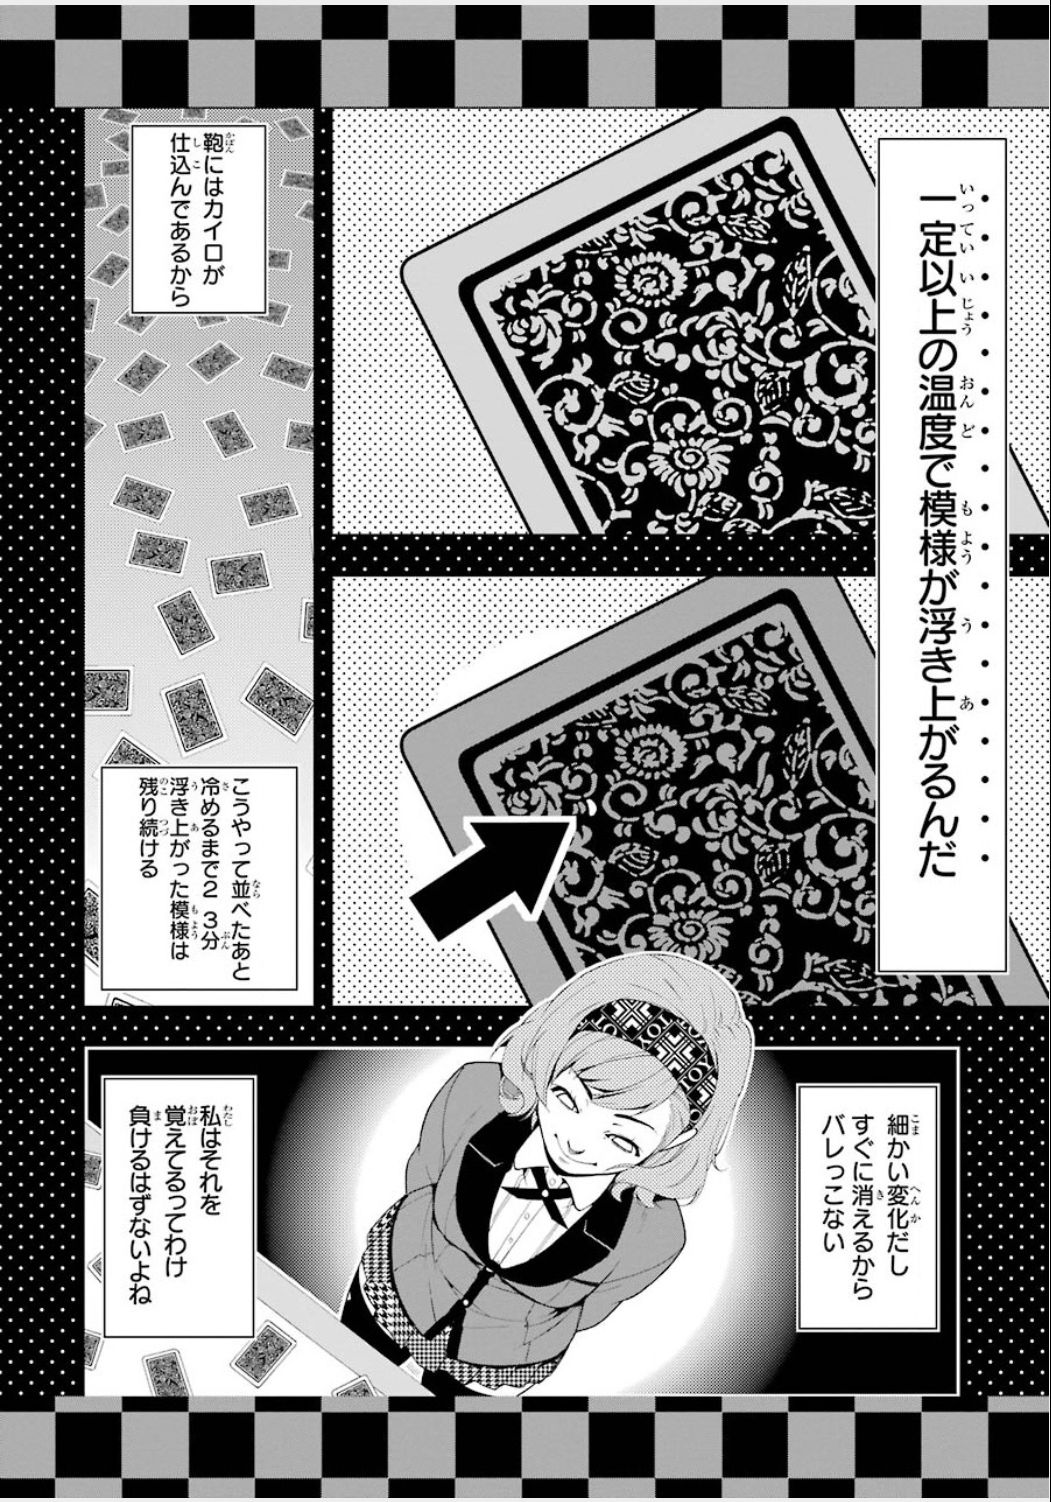 一定以上の温度で模様が浮き上がるんだ
鞄にはカイロが
仕込んであるから
こうやって並べたあと
冷めるまで2 3分
浮き上がった模様は
残り続ける
細かい変化だし
すぐに消えるから
バレっこない
私はそれを
覚えてるってわけ
負けるはずないよね